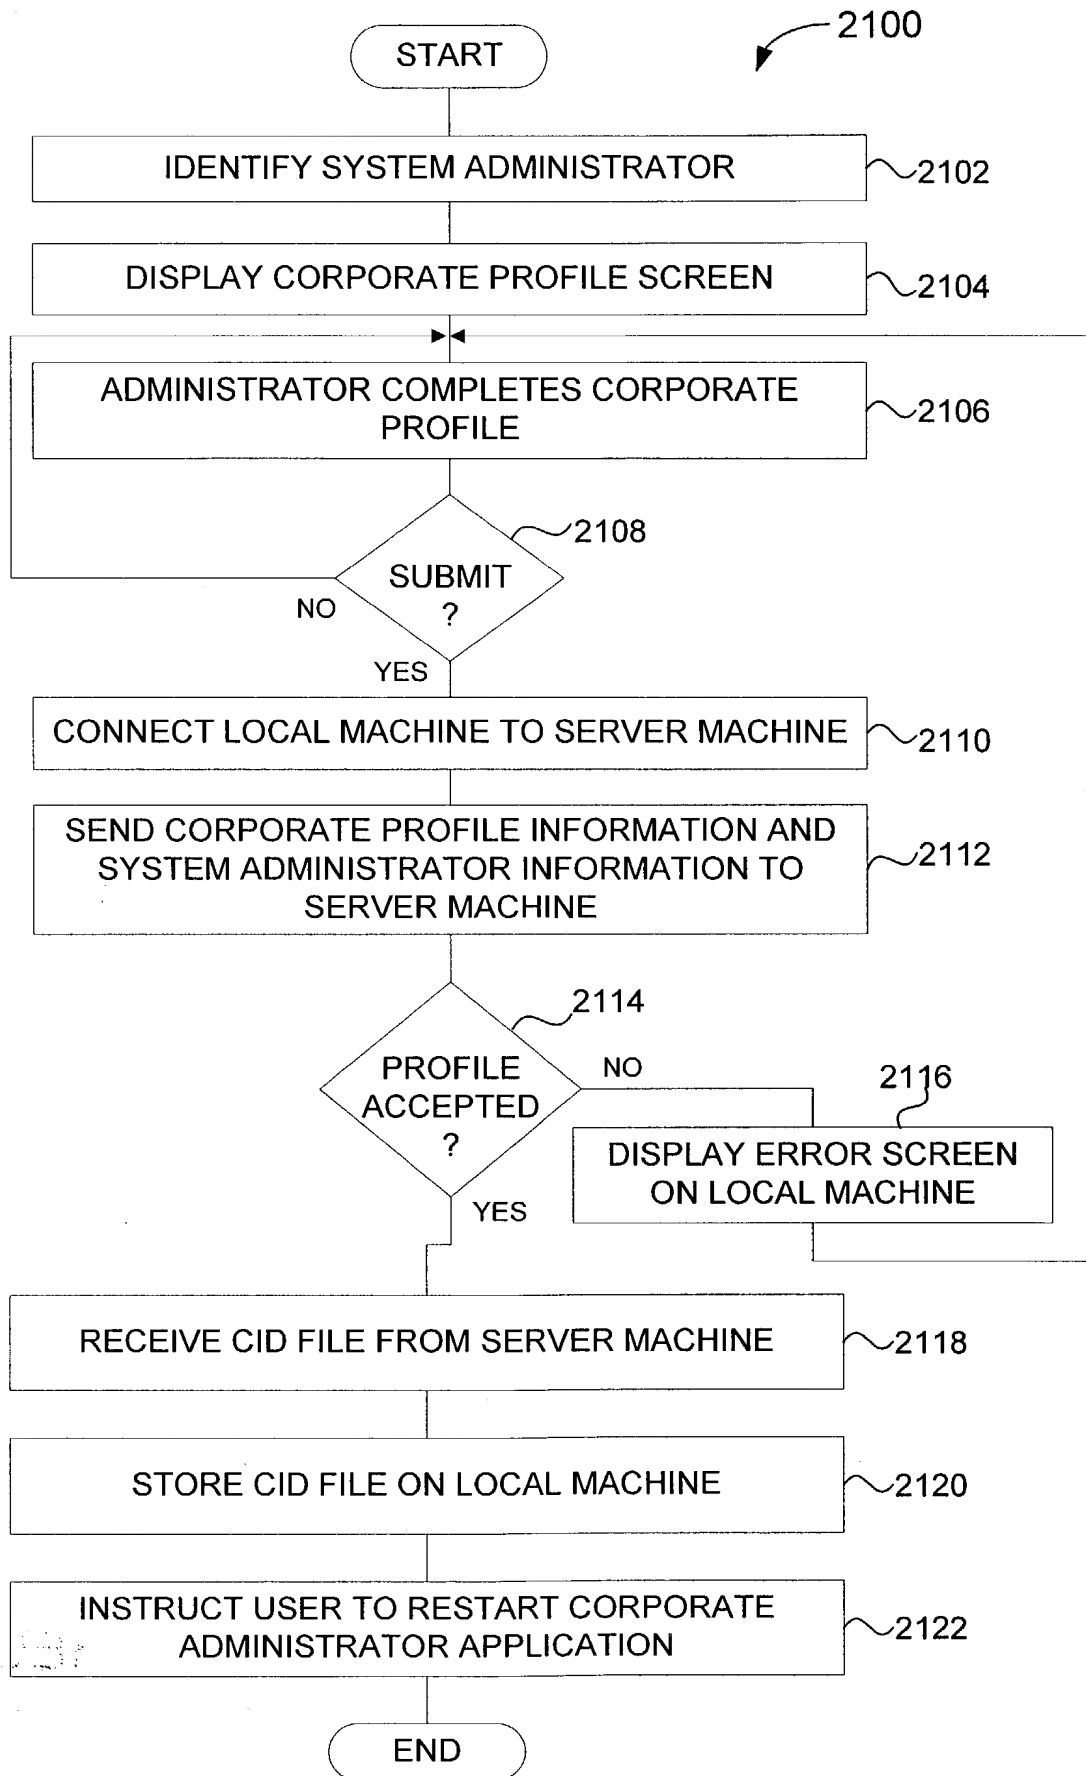 2100
START
IDENTIFY SYSTEM ADMINISTRATOR
2102
DISPLAY CORPORATE PROFILE SCREEN
2104
ADMINISTRATOR COMPLETES CORPORATE
PROFILE
2106
2108
SUBMIT
?
NO
YES
CONNECT LOCAL MACHINE TO SERVER MACHINE
2110
SEND CORPORATE PROFILE INFORMATION AND
SYSTEM ADMINISTRATOR INFORMATION TO
SERVER MACHINE
2112
2114
PROFILE
ACCEPTED
?
NO
2116
DISPLAY ERROR SCREEN
ON LOCAL MACHINE
YES
RECEIVE CID FILE FROM SERVER MACHINE
2118
STORE CID FILE ON LOCAL MACHINE
2120
INSTRUCT USER TO RESTART CORPORATE
ADMINISTRATOR APPLICATION
2122
END